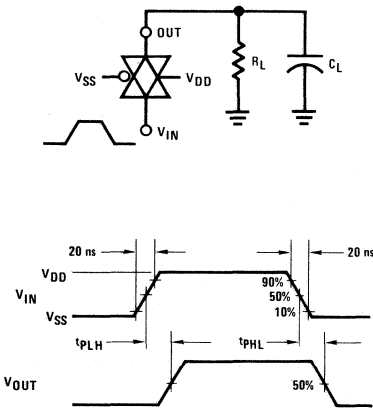 OUT
VSS
VDD
RL
CL
VIN
20 ns
20 ns
VDD
90%
VIN
50%
VSS
10%
tPLH
tPHL
VOUT
50%